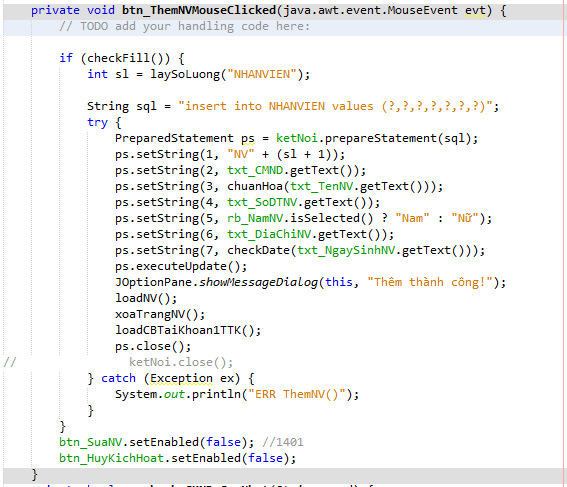 private void btn_ThemNVMouseClicked(java.awt.event.MouseEvent evt) {
// TODO add your handling code here:
if (checkFill()) {
int sl = laySoLuong("NHANVIEN");
String sql = "insert into NHANVIEN values (?,?,?,?,?,?,?)";
try {
PreparedStatement ps = ketNoi.prepareStatement(sql);
ps.setString(1, "NV" + (sl + 1));
ps.setString(2, txt_CMND.getText());
ps.setString(3, chuanHoa(txt_TenNV.getText()));
ps.setString(4, txt_SoDTNV.getText());
ps.setString(5, rb_NamNV.isSelected() ? "Nam" : "Nữ");
ps.setString(6, txt_DiaChiNV.getText());
ps.setString(7, checkDate(txt_NgaySinhNV.getText()));
ps.executeUpdate();
JOptionPane.showMessageDialog(this, "Thêm thành công!");
loadNV();
xoaTrangNV();
loadCBTaiKhoan1TTK();
ps.close();
// ketNoi.close();
} catch (Exception ex) {
System.out.println("ERR ThemNV()");
}
}
btn_SuaNV.setEnabled(false); //1401
btn_HuyKichHoat.setEnabled(false);
}